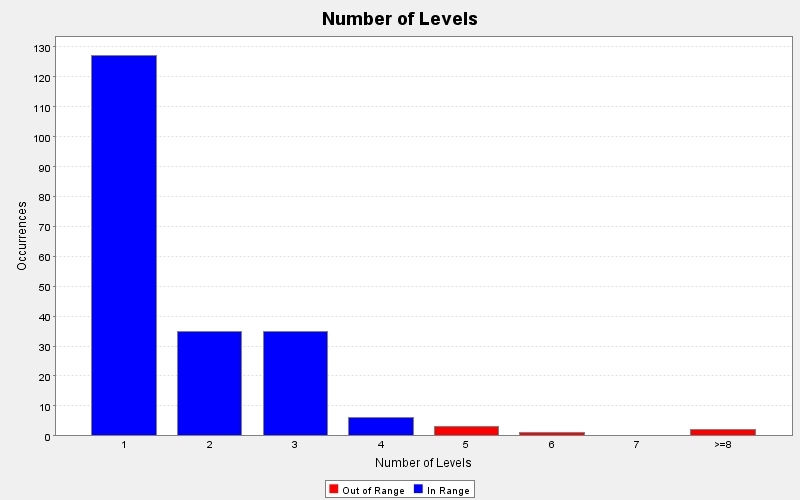 Number of Levels
130
120
110
100
90
80
70
60
50
40
30
20
10
0
Occurrences
1 2 3 4 5 6 7 >=8
Number of Levels
Out of Range In Range